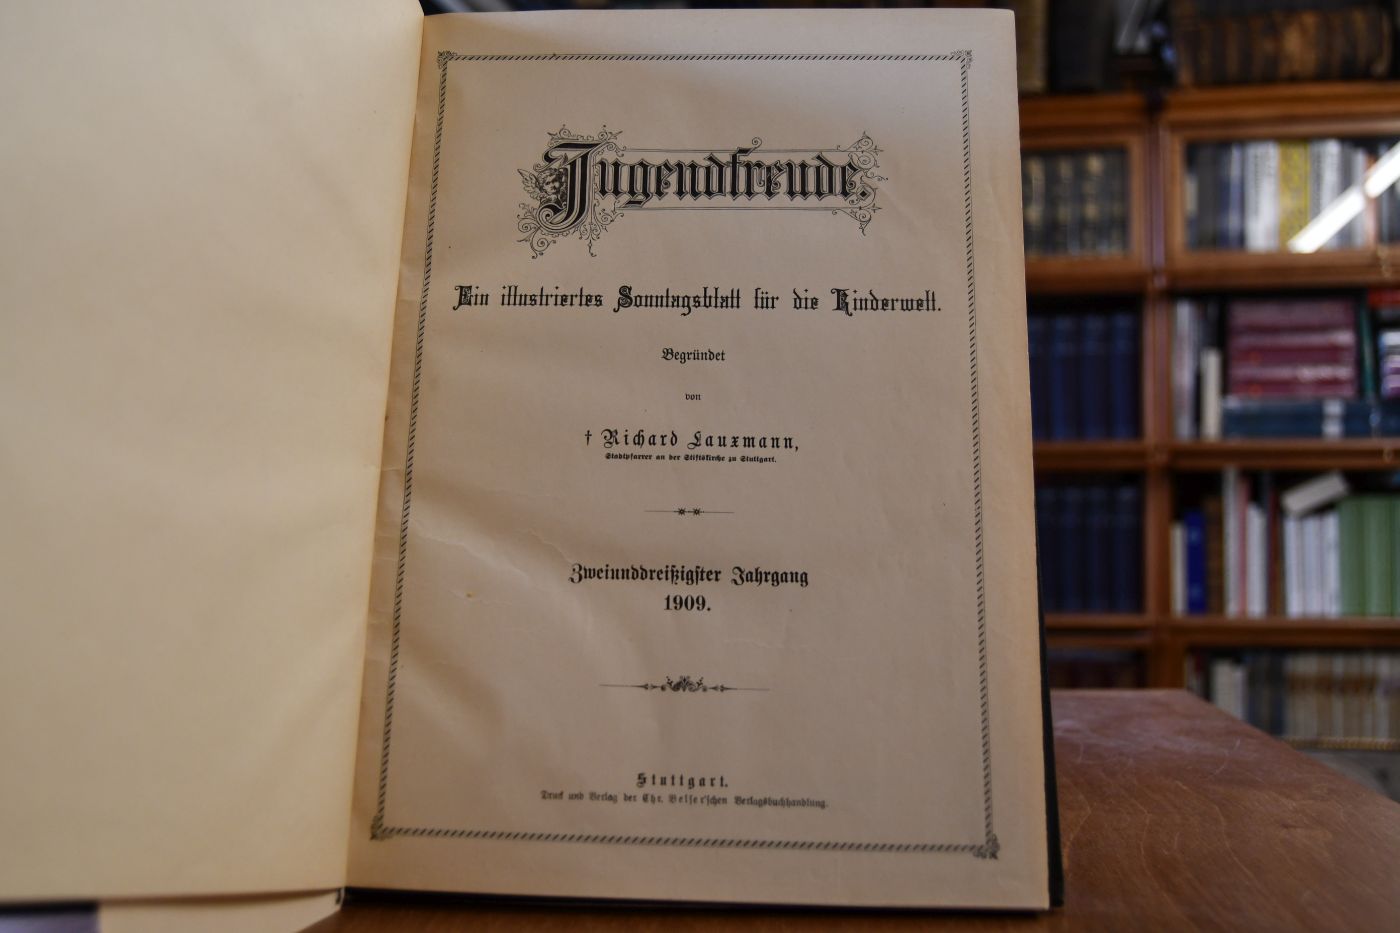 Jugendfreude.
Ein illustriertes Sonntagsblatt für die Kinderwelt.
Begründet
von
† Richard Lauxmann,
Stadtpfarrer an der Stiftskirche zu Stuttgart.
Zweiunddreißigster Jahrgang
1909.
Stuttgart.
Druck und Verlag der Chr. Belser'schen Verlagsbuchhandlung.